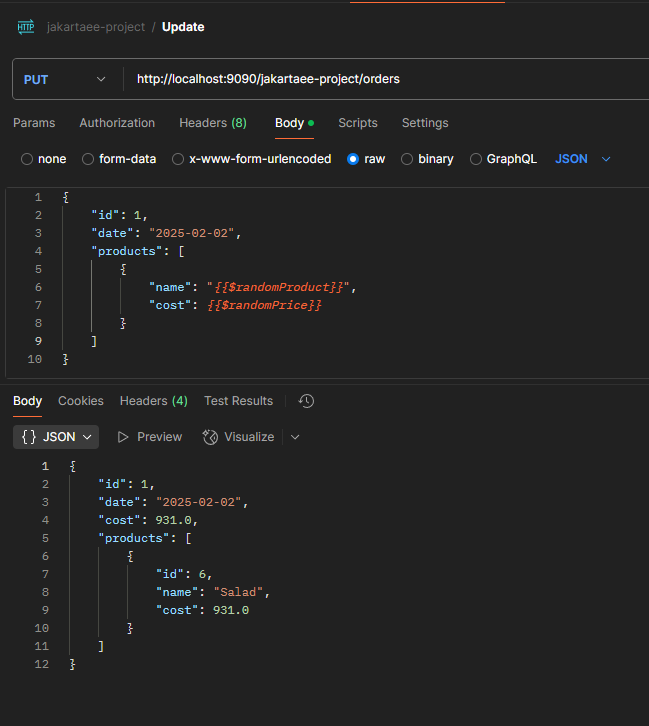 HTTP jakartaee-project / Update
PUT http://localhost:9090/jakartaee-project/orders
Params Authorization Headers (8) Body Scripts Settings
none form-data x-www-form-urlencoded raw binary GraphQL JSON
1 {
2 "id": 1,
3 "date": "2025-02-02",
4 "products": [
5 {
6 "name": "{{$randomProduct}}",
7 "cost": {{$randomPrice}}
8 }
9 ]
10 }
Body Cookies Headers (4) Test Results
{} JSON Preview Visualize
1 {
2 "id": 1,
3 "date": "2025-02-02",
4 "cost": 931.0,
5 "products": [
6 {
7 "id": 6,
8 "name": "Salad",
9 "cost": 931.0
10 }
11 ]
12 }